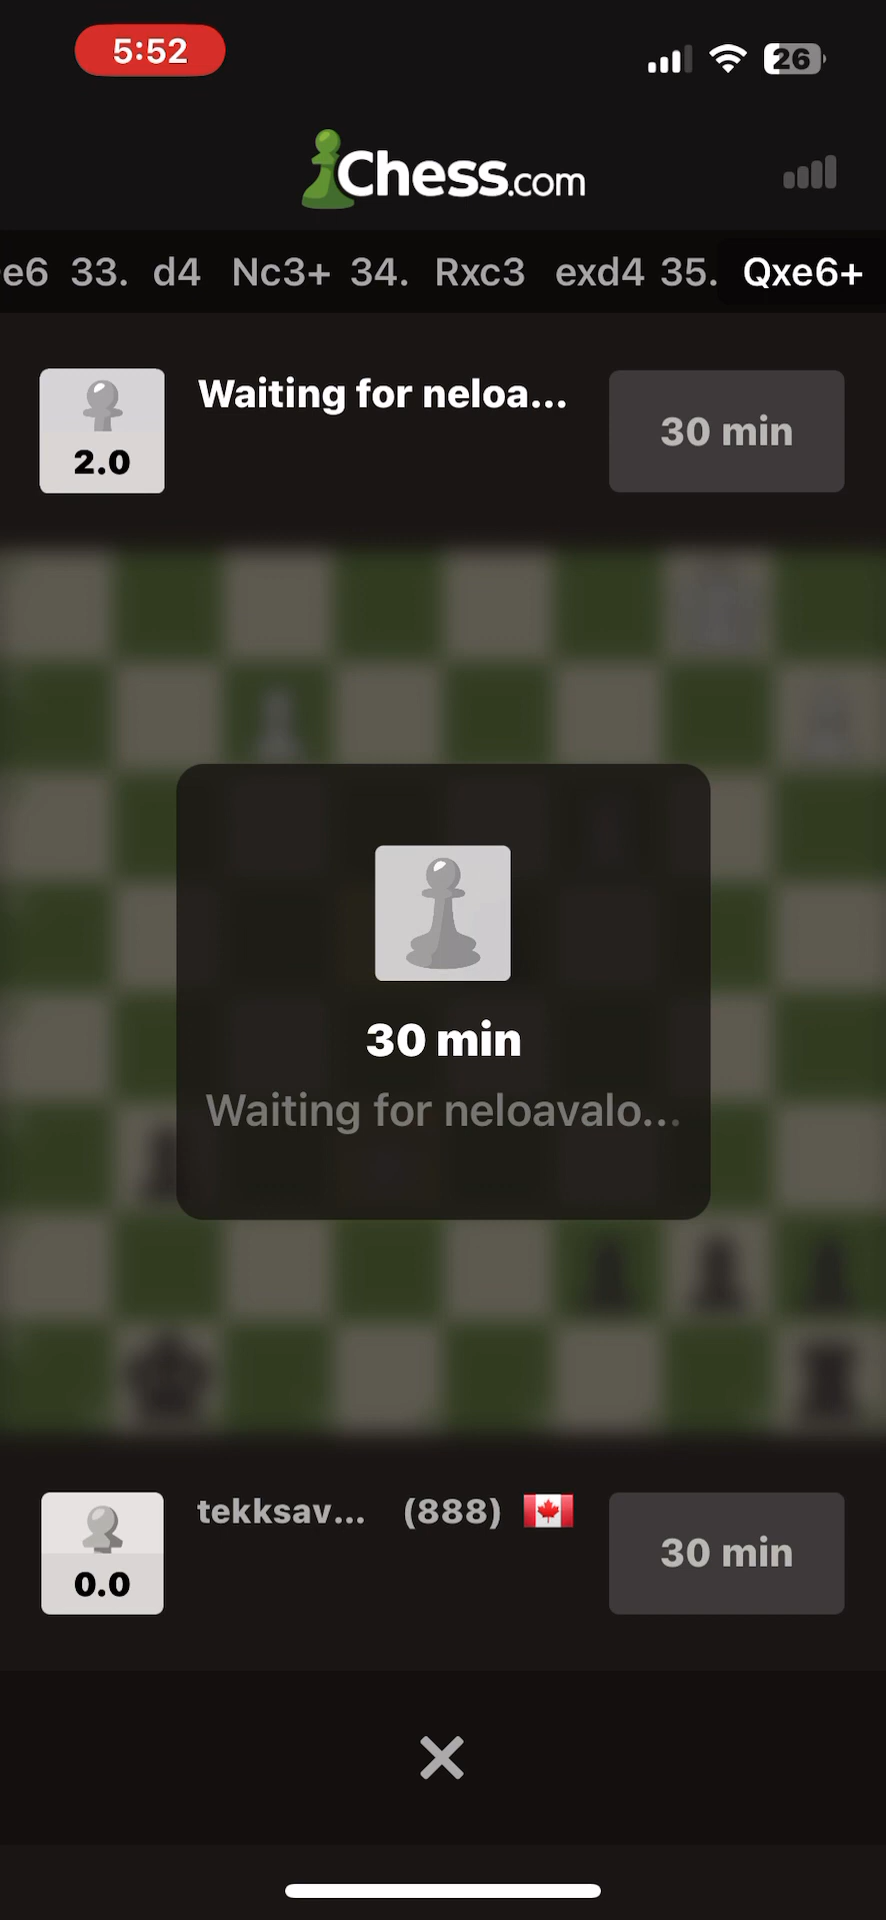 5:52
26
Chess.com
e6 33. d4 Nc3+ 34. Rxc3 exd4 35. Qxe6+
Waiting for neloa...
30 min
2.0
30 min
Waiting for neloavalo...
tekksav... (888)
30 min
0.0